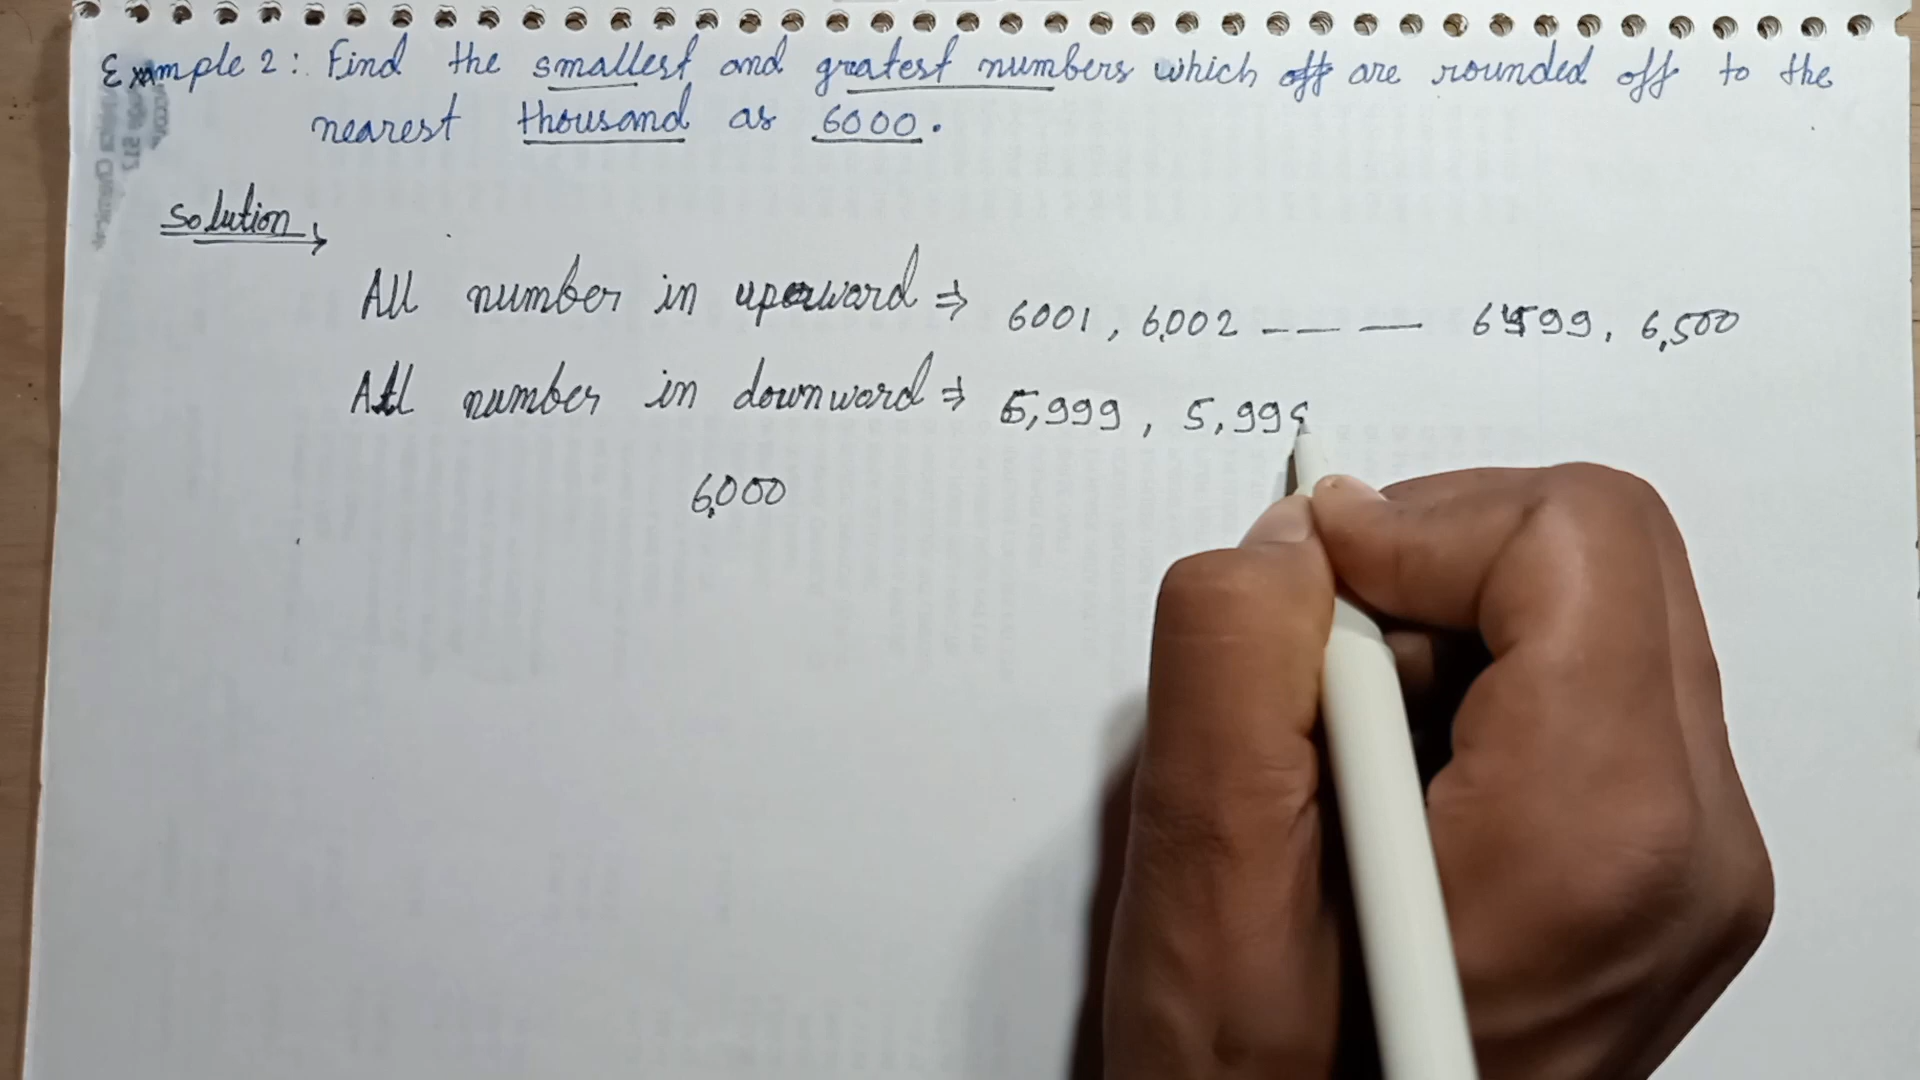 Example 2: Find the smallest and greatest numbers which off are rounded off to the
nearest thousand as 6000.
Solution
All number in upward ⇒ 6001, 6,002 — — — 6499, 6,500
All number in downward ⇒ 5,999, 5,99
6,000